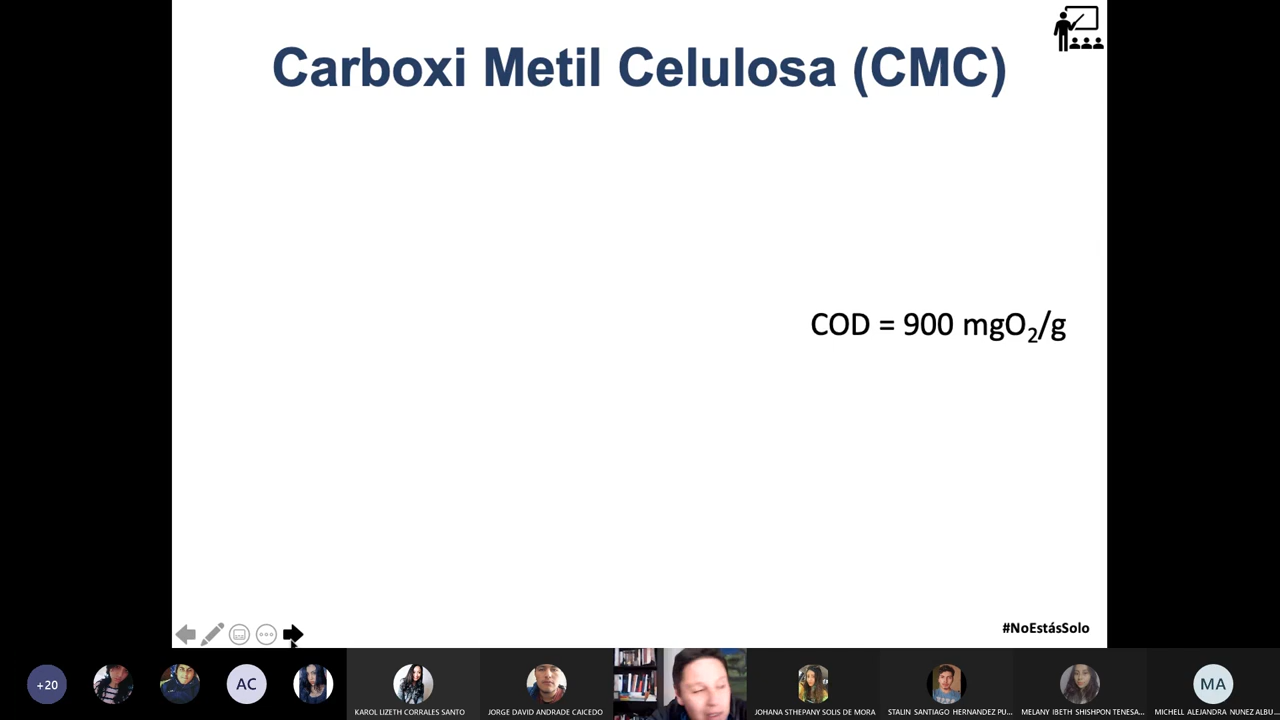 Carboxi Metil Celulosa (CMC)
COD = 900 mgO₂/g
#NoEstásSolo
+20
AC
KAROL LIZETH CORRALES SANTO
JORGE DAVID ANDRADE CAICEDO
JOHANA STHEPANY SOLIS DE MORA
STALIN SANTIAGO HERNANDEZ PU...
MELANY IBETH SHISHPON TENESA...
MA
MICHELL ALEJANDRA NUNEZ ALBU